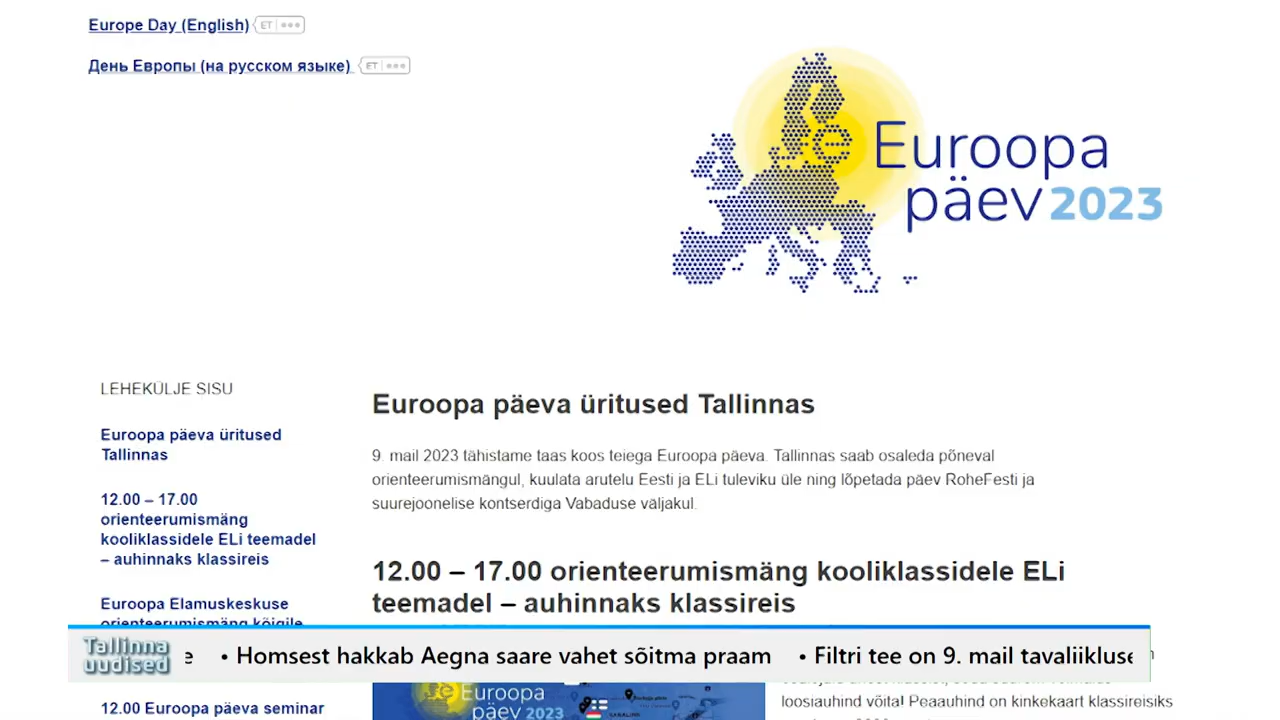 Europe Day (English) ET
День Европы (на русском языке) ET
Euroopa
päev 2023
LEHEKÜLJE SISU
Euroopa päeva üritused
Tallinnas
12.00 – 17.00
orienteerumismäng
kooliklassidele ELi teemadel
– auhinnaks klassireis
Euroopa Elamuskeskuse
orienteerumismäng kõigile
12.00 Euroopa päeva seminar
Euroopa päeva üritused Tallinnas
9. mail 2023 tähistame taas koos teiega Euroopa päeva. Tallinnas saab osaleda põneval
orienteerumismängul, kuulata arutelu Eesti ja ELi tuleviku üle ning lõpetada päev RoheFesti ja
suurejoonelise kontserdiga Vabaduse väljakul.
12.00 – 17.00 orienteerumismäng kooliklassidele ELi
teemadel – auhinnaks klassireis
Tallinna
uudised
e • Homsest hakkab Aegna saare vahet sõitma praam • Filtri tee on 9. mail tavaliikluse
Euroopa
päev 2023
loosiauhind võita! Peaauhind on kinkekaart klassireisiks